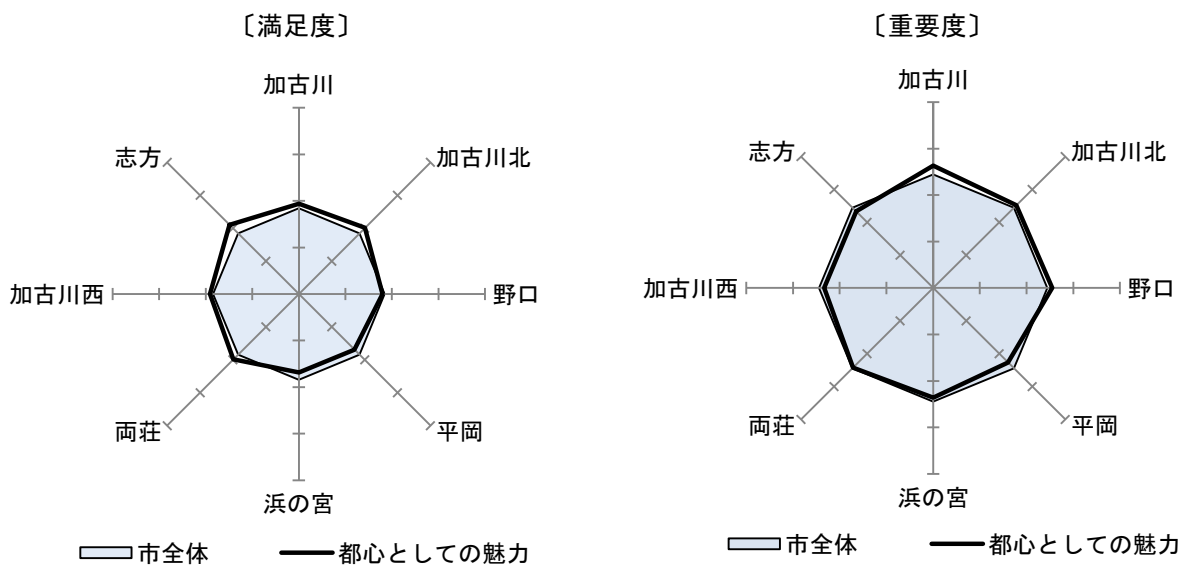 〔満足度〕
加古川
加古川北
野口
平岡
浜の宮
両荘
加古川西
志方
市全体
都心としての魅力
〔重要度〕
加古川
加古川北
野口
平岡
浜の宮
両荘
加古川西
志方
市全体
都心としての魅力